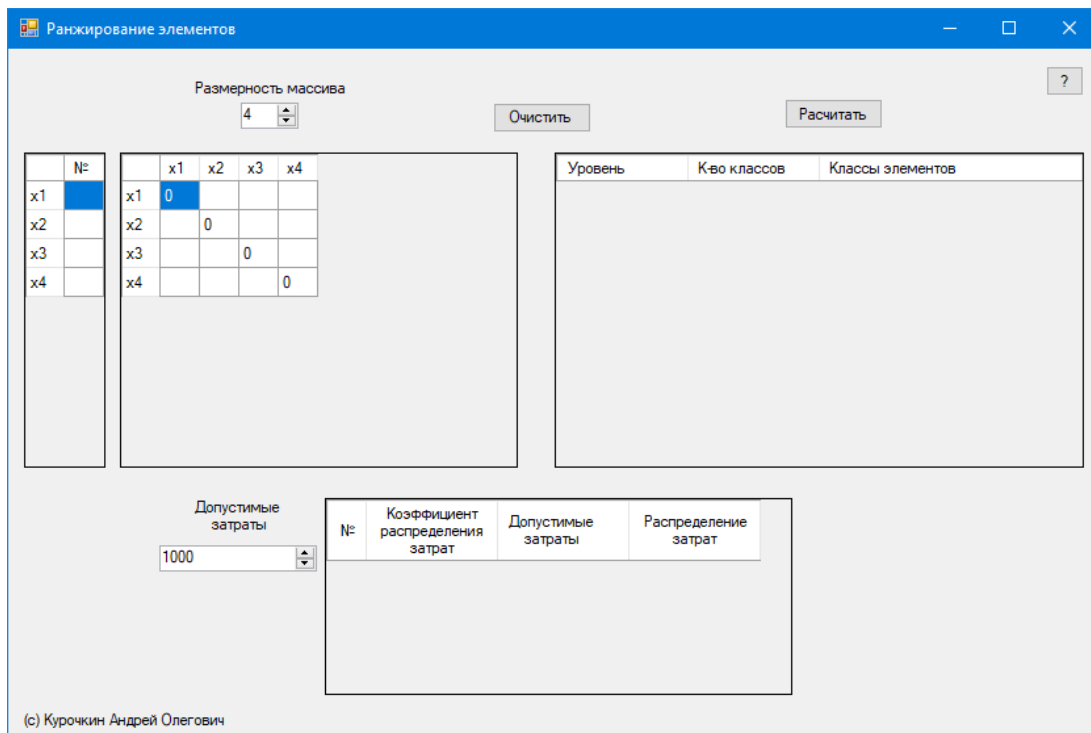 Ранжирование элементов
?
Размерность массива
4
Очистить
Расчитать
№
x1 x2 x3 x4
Уровень К-во классов Классы элементов
x1 x1 0
x2 x2 0
x3 x3 0
x4 x4 0
Допустимые
затраты
1000
№ Коэффициент распределения затрат Допустимые затраты Распределение затрат
(c) Курочкин Андрей Олегович